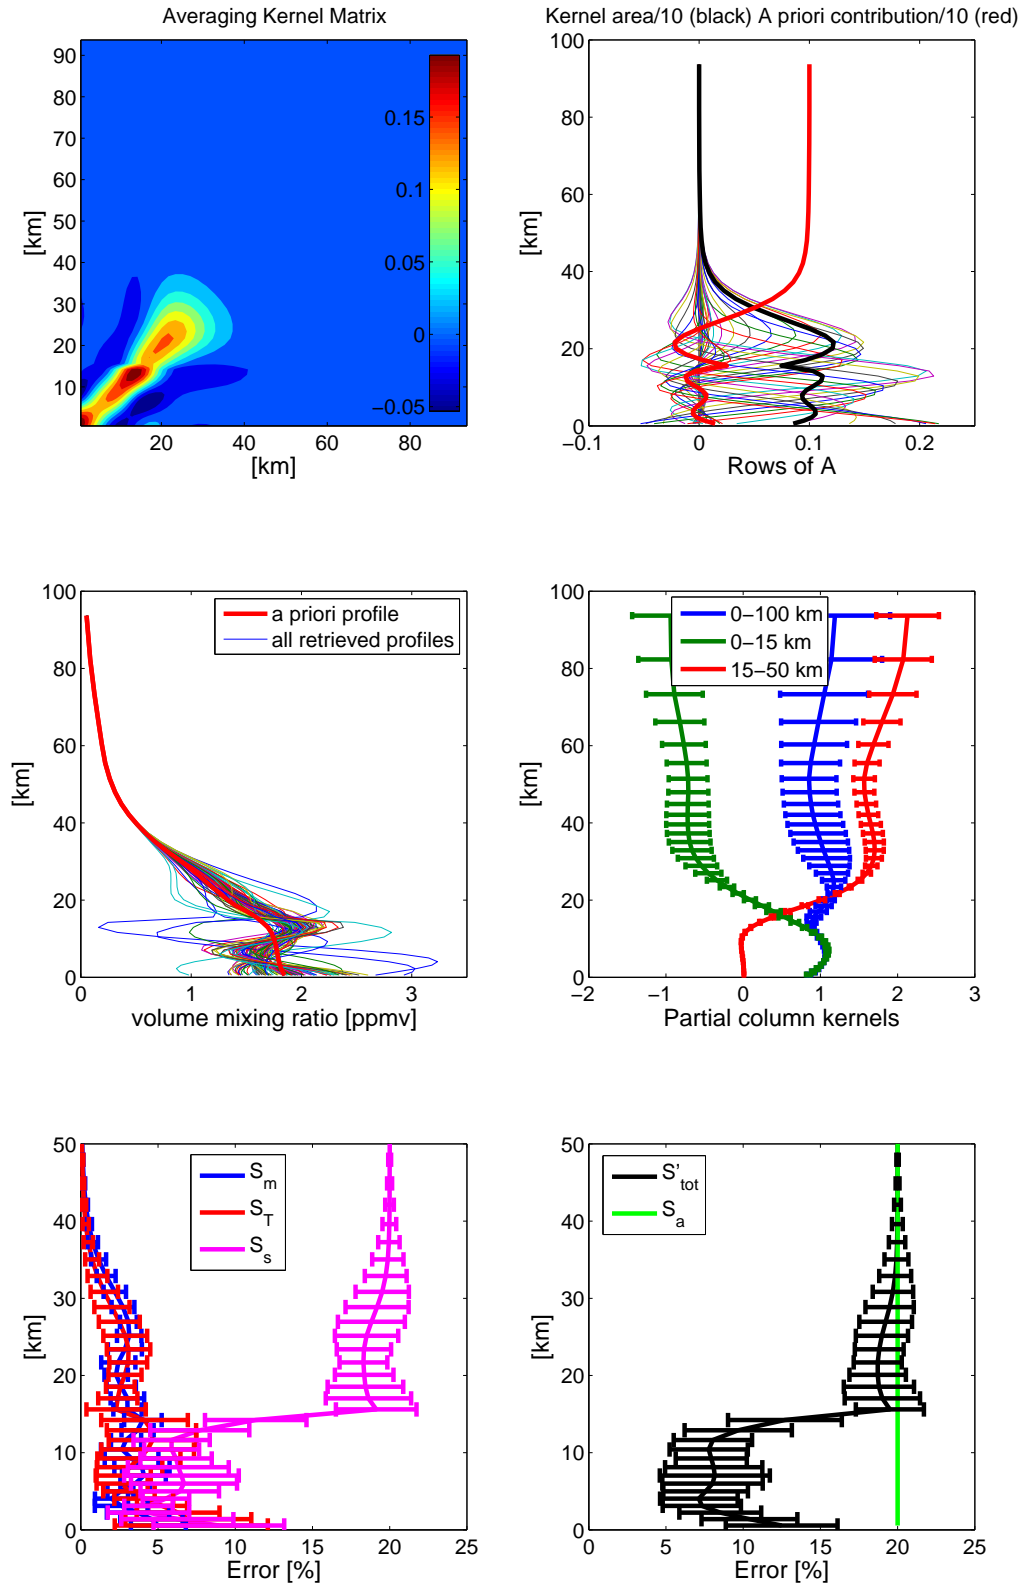 Averaging Kernel Matrix
90
80
70
60
50
40
30
20
10
[km]
20 40 60 80
[km]
0.15
0.1
0.05
0
−0.05
Kernel area/10 (black) A priori contribution/10 (red)
100
80
60
40
20
0
[km]
−0.1 0 0.1 0.2
Rows of A
100
80
60
40
20
0
[km]
0 1 2 3
volume mixing ratio [ppmv]
a priori profile
all retrieved profiles
100
80
60
40
20
0
[km]
−2 −1 0 1 2 3
Partial column kernels
0−100 km
0−15 km
15−50 km
50
40
30
20
10
0
[km]
0 5 10 15 20 25
Error [%]
S_m
S_T
S_s
50
40
30
20
10
0
[km]
0 5 10 15 20 25
Error [%]
S'_tot
S_a